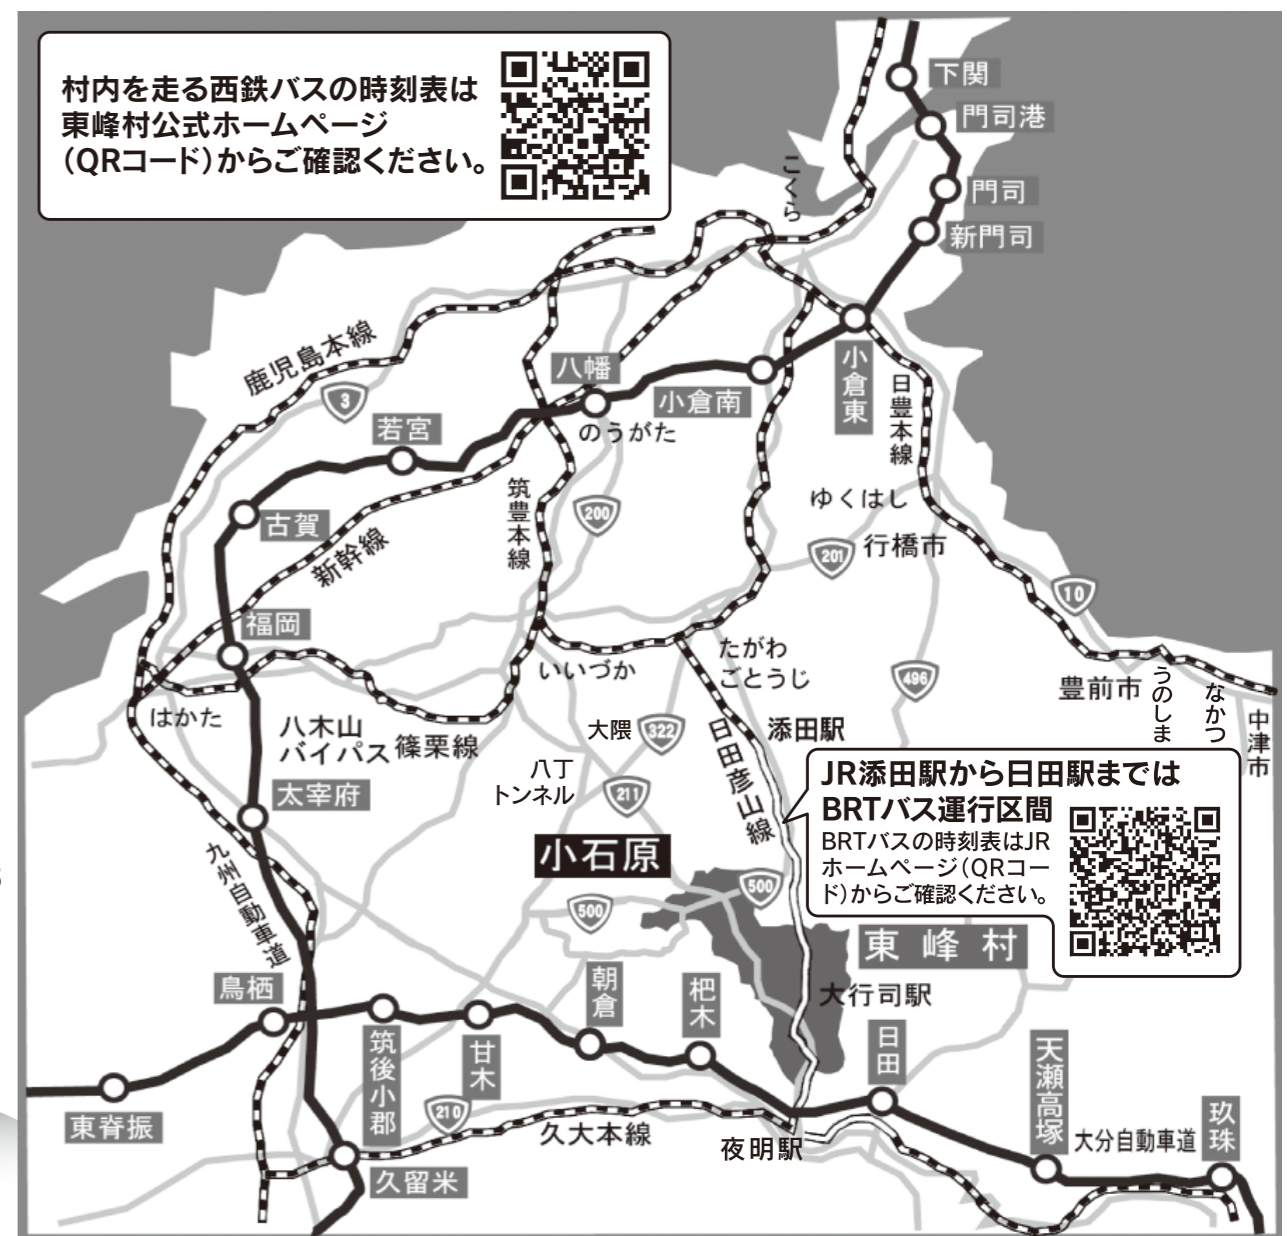 村内を走る西鉄バスの時刻表は
東峰村公式ホームページ
（QRコード）からご確認ください。
下関
門司港
門司
新門司
こくら
鹿児島本線
3
八幡
小倉南
小倉東
日豊本線
のうがた
若宮
古賀
新幹線
筑豊本線
200
ゆくはし
行橋市
201
10
福岡
はかた
いいづか
たがわ
ごとうじ
496
豊前市
うのしま
なかつ
中津市
八木山
バイパス
篠栗線
大隈
322
日田彦山線
添田駅
八丁
トンネル
211
太宰府
JR添田駅から日田駅までは
BRTバス運行区間
BRTバスの時刻表はJR
ホームページ（QRコー
ド）からご確認ください。
小石原
500
500
九州自動車道
東峰村
大行司駅
鳥栖
筑後小郡
甘木
朝倉
杷木
日田
天瀬高塚
玖珠
大分自動車道
東脊振
210
久大本線
夜明駅
久留米